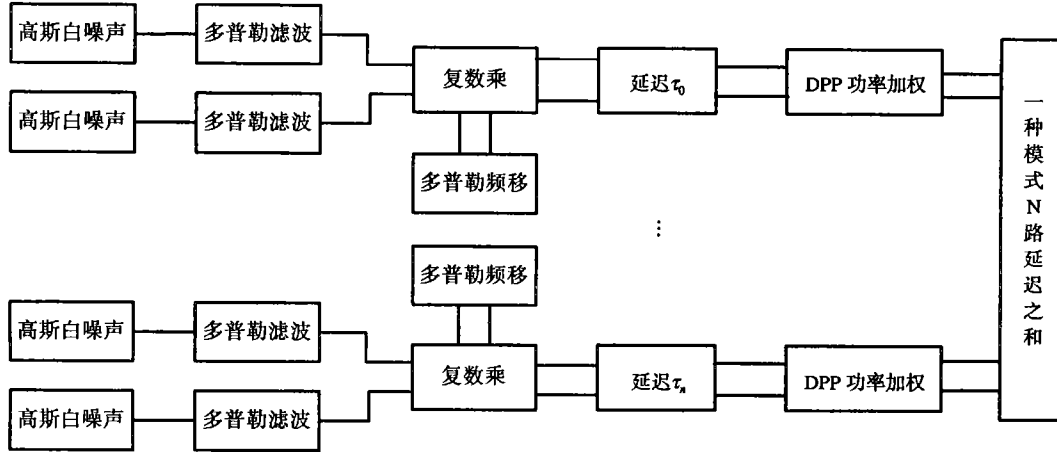 高斯白噪声
多普勒滤波
复数乘
延迟τ₀
DPP 功率加权
高斯白噪声
多普勒滤波
多普勒频移
⋮
多普勒频移
高斯白噪声
多普勒滤波
复数乘
延迟τₙ
DPP 功率加权
高斯白噪声
多普勒滤波
一种模式N路延迟之和